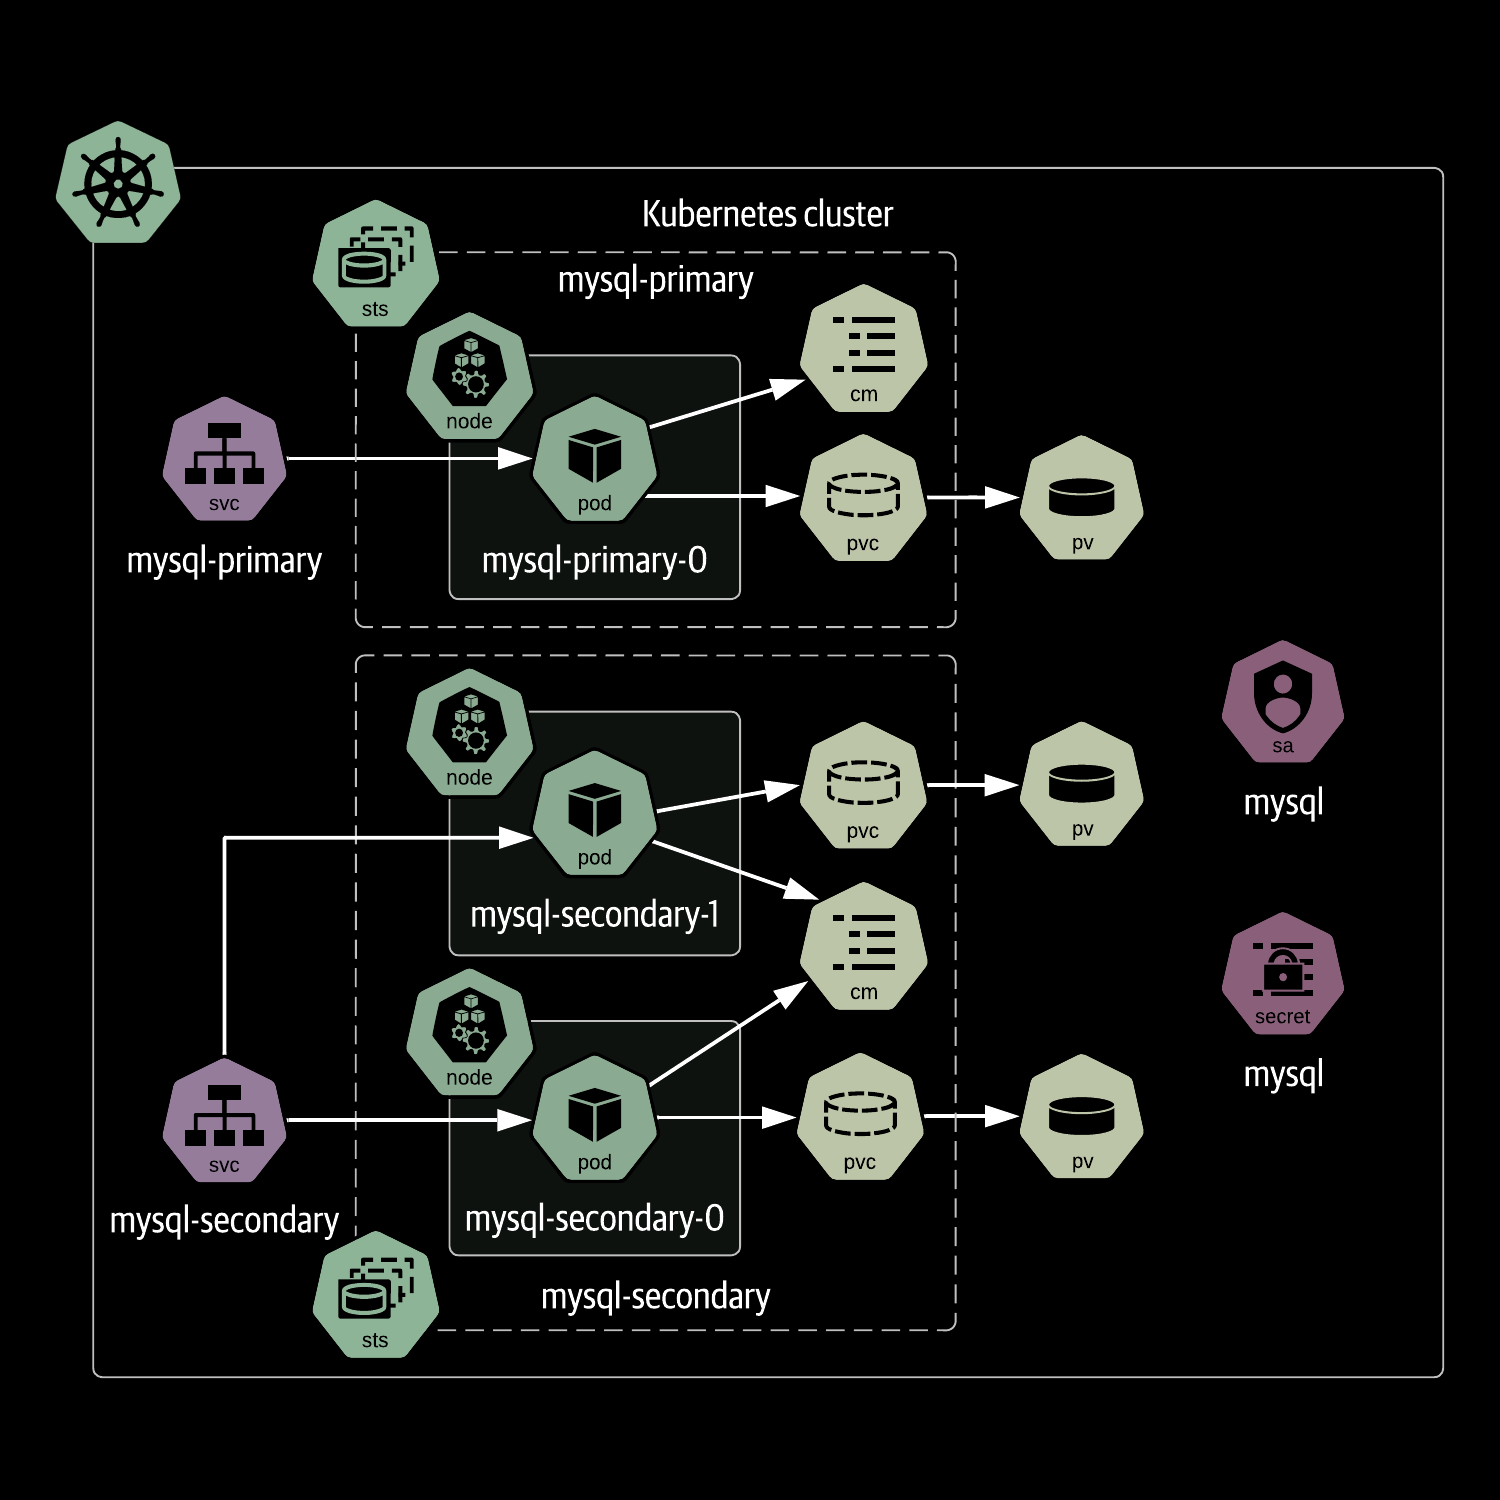 Kubernetes cluster
sts
mysql-primary
node
cm
svc
pod
pvc
pv
mysql-primary
mysql-primary-0
node
sa
mysql
pod
pvc
pv
mysql-secondary-1
cm
secret
mysql
node
svc
pod
pvc
pv
mysql-secondary
mysql-secondary-0
mysql-secondary
sts